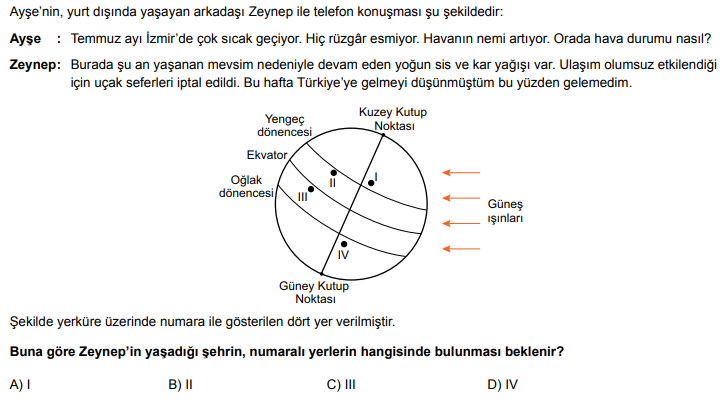 Ayşe'nin, yurt dışında yaşayan arkadaşı Zeynep ile telefon konuşması şu şekildedir:
Ayşe : Temmuz ayı İzmir'de çok sıcak geçiyor. Hiç rüzgâr esmiyor. Havanın nemi artıyor. Orada hava durumu nasıl?
Zeynep: Burada şu an yaşanan mevsim nedeniyle devam eden yoğun sis ve kar yağışı var. Ulaşım olumsuz etkilendiği
için uçak seferleri iptal edildi. Bu hafta Türkiye'ye gelmeyi düşünmüştüm bu yüzden gelemedim.
Kuzey Kutup
Noktası
Yengeç
dönencesi
Ekvator
Oğlak
dönencesi
I
II
III
IV
Güneş
ışınları
Güney Kutup
Noktası
Şekilde yerküre üzerinde numara ile gösterilen dört yer verilmiştir.
Buna göre Zeynep'in yaşadığı şehrin, numaralı yerlerin hangisinde bulunması beklenir?
A) I B) II C) III D) IV